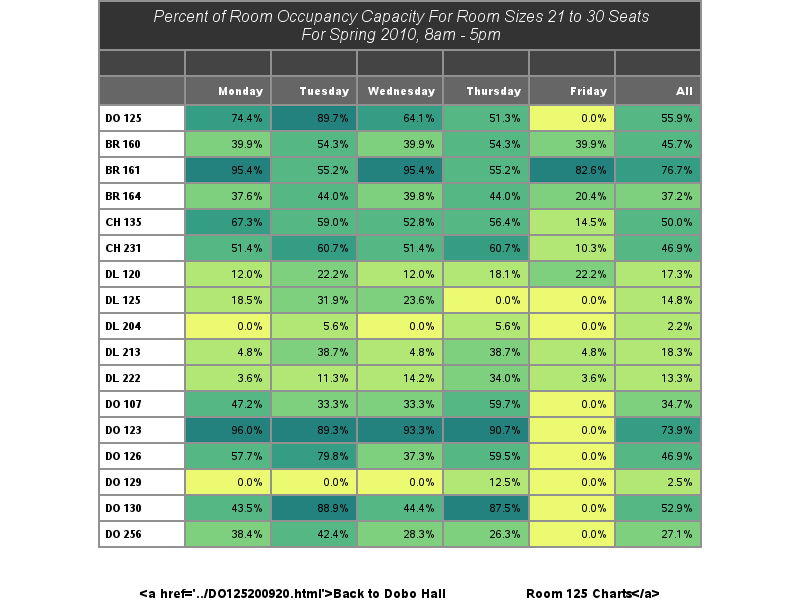 Percent of Room Occupancy Capacity For Room Sizes 21 to 30 Seats
For Spring 2010, 8am - 5pm
Monday Tuesday Wednesday Thursday Friday All
DO 125 74.4% 89.7% 64.1% 51.3% 0.0% 55.9%
BR 160 39.9% 54.3% 39.9% 54.3% 39.9% 45.7%
BR 161 95.4% 55.2% 95.4% 55.2% 82.6% 76.7%
BR 164 37.6% 44.0% 39.8% 44.0% 20.4% 37.2%
CH 135 67.3% 59.0% 52.8% 56.4% 14.5% 50.0%
CH 231 51.4% 60.7% 51.4% 60.7% 10.3% 46.9%
DL 120 12.0% 22.2% 12.0% 18.1% 22.2% 17.3%
DL 125 18.5% 31.9% 23.6% 0.0% 0.0% 14.8%
DL 204 0.0% 5.6% 0.0% 5.6% 0.0% 2.2%
DL 213 4.8% 38.7% 4.8% 38.7% 4.8% 18.3%
DL 222 3.6% 11.3% 14.2% 34.0% 3.6% 13.3%
DO 107 47.2% 33.3% 33.3% 59.7% 0.0% 34.7%
DO 123 96.0% 89.3% 93.3% 90.7% 0.0% 73.9%
DO 126 57.7% 79.8% 37.3% 59.5% 0.0% 46.9%
DO 129 0.0% 0.0% 0.0% 12.5% 0.0% 2.5%
DO 130 43.5% 88.9% 44.4% 87.5% 0.0% 52.9%
DO 256 38.4% 42.4% 28.3% 26.3% 0.0% 27.1%
<a href='../DO125200920.html'>Back to Dobo Hall Room 125 Charts</a>